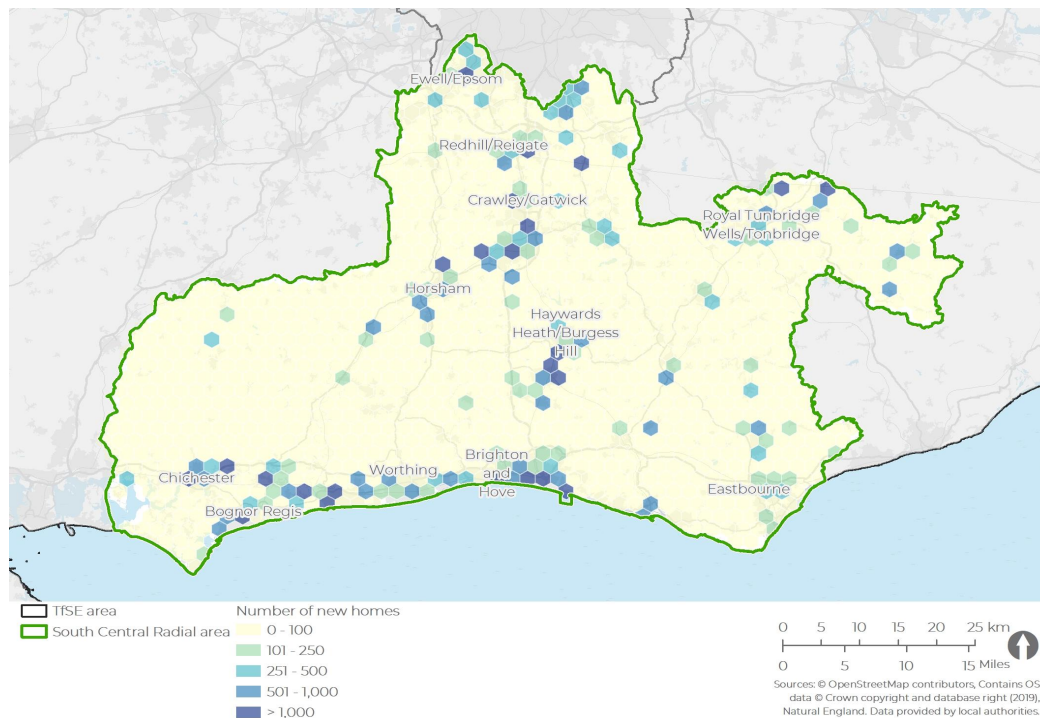 Ewell/Epsom
Redhill/Reigate
Crawley/Gatwick
Royal Tunbridge
Wells/Tonbridge
Horsham
Haywards
Heath/Burgess
Hill
Chichester
Worthing
Brighton
and
Hove
Bognor Regis
Eastbourne
TfSE area
South Central Radial area
Number of new homes
0 - 100
101 - 250
251 - 500
501 - 1,000
> 1,000
0 5 10 15 20 25 km
0 5 10 15 Miles
Sources: © OpenStreetMap contributors, Contains OS
data © Crown copyright and database right (2019),
Natural England. Data provided by local authorities.